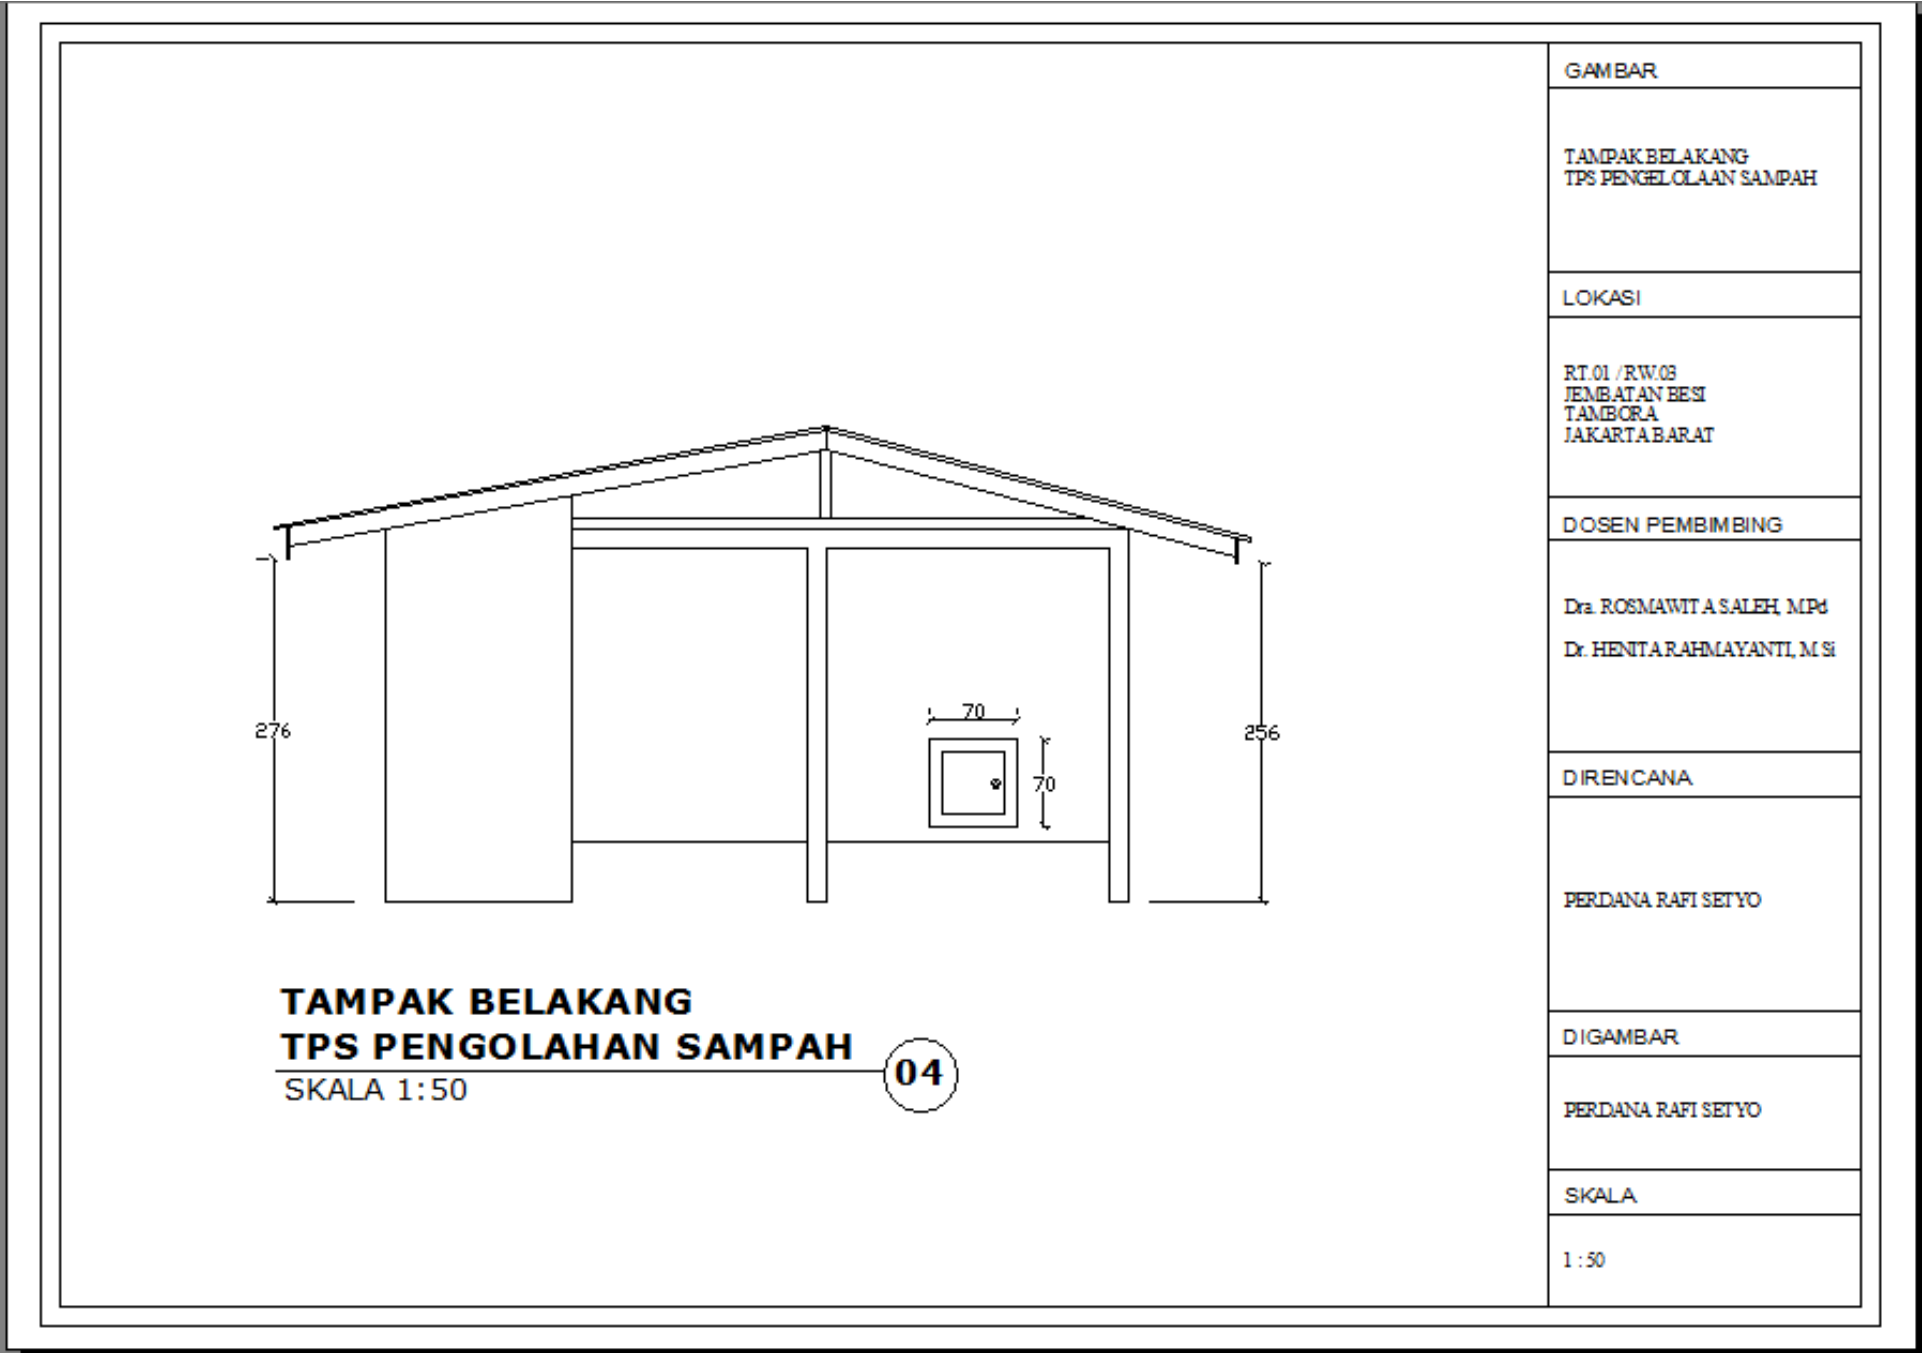 276
256
70
70
TAMPAK BELAKANG
TPS PENGOLAHAN SAMPAH
04
SKALA 1:50
GAMBAR
TAMPAK BELAKANG
TPS PENGELOLAAN SAMPAH
LOKASI
RT.01 / RW.03
JEMBATAN BESI
TAMBORA
JAKARTA BARAT
DOSEN PEMBIMBING
Dra. ROSMAWITA SALEH, M.Pd
Dr. HENITA RAHMAYANTI, M.Si
DIRENCANA
PERDANA RAFI SETYO
DIGAMBAR
PERDANA RAFI SETYO
SKALA
1 : 50